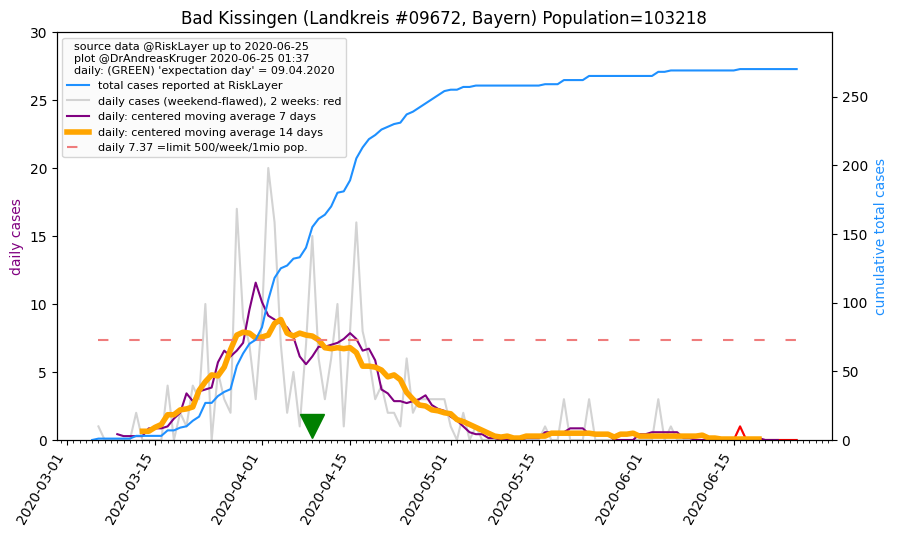 Bad Kissingen (Landkreis #09672, Bayern) Population=103218
source data @RiskLayer up to 2020-06-25
plot @DrAndreasKruger 2020-06-25 01:37
daily: (GREEN) 'expectation day' = 09.04.2020
total cases reported at RiskLayer
daily cases (weekend-flawed), 2 weeks: red
daily: centered moving average 7 days
daily: centered moving average 14 days
daily 7.37 =limit 500/week/1mio pop.
30
25
20
15
10
5
0
daily cases
250
200
150
100
50
0
cumulative total cases
2020-03-01
2020-03-15
2020-04-01
2020-04-15
2020-05-01
2020-05-15
2020-06-01
2020-06-15